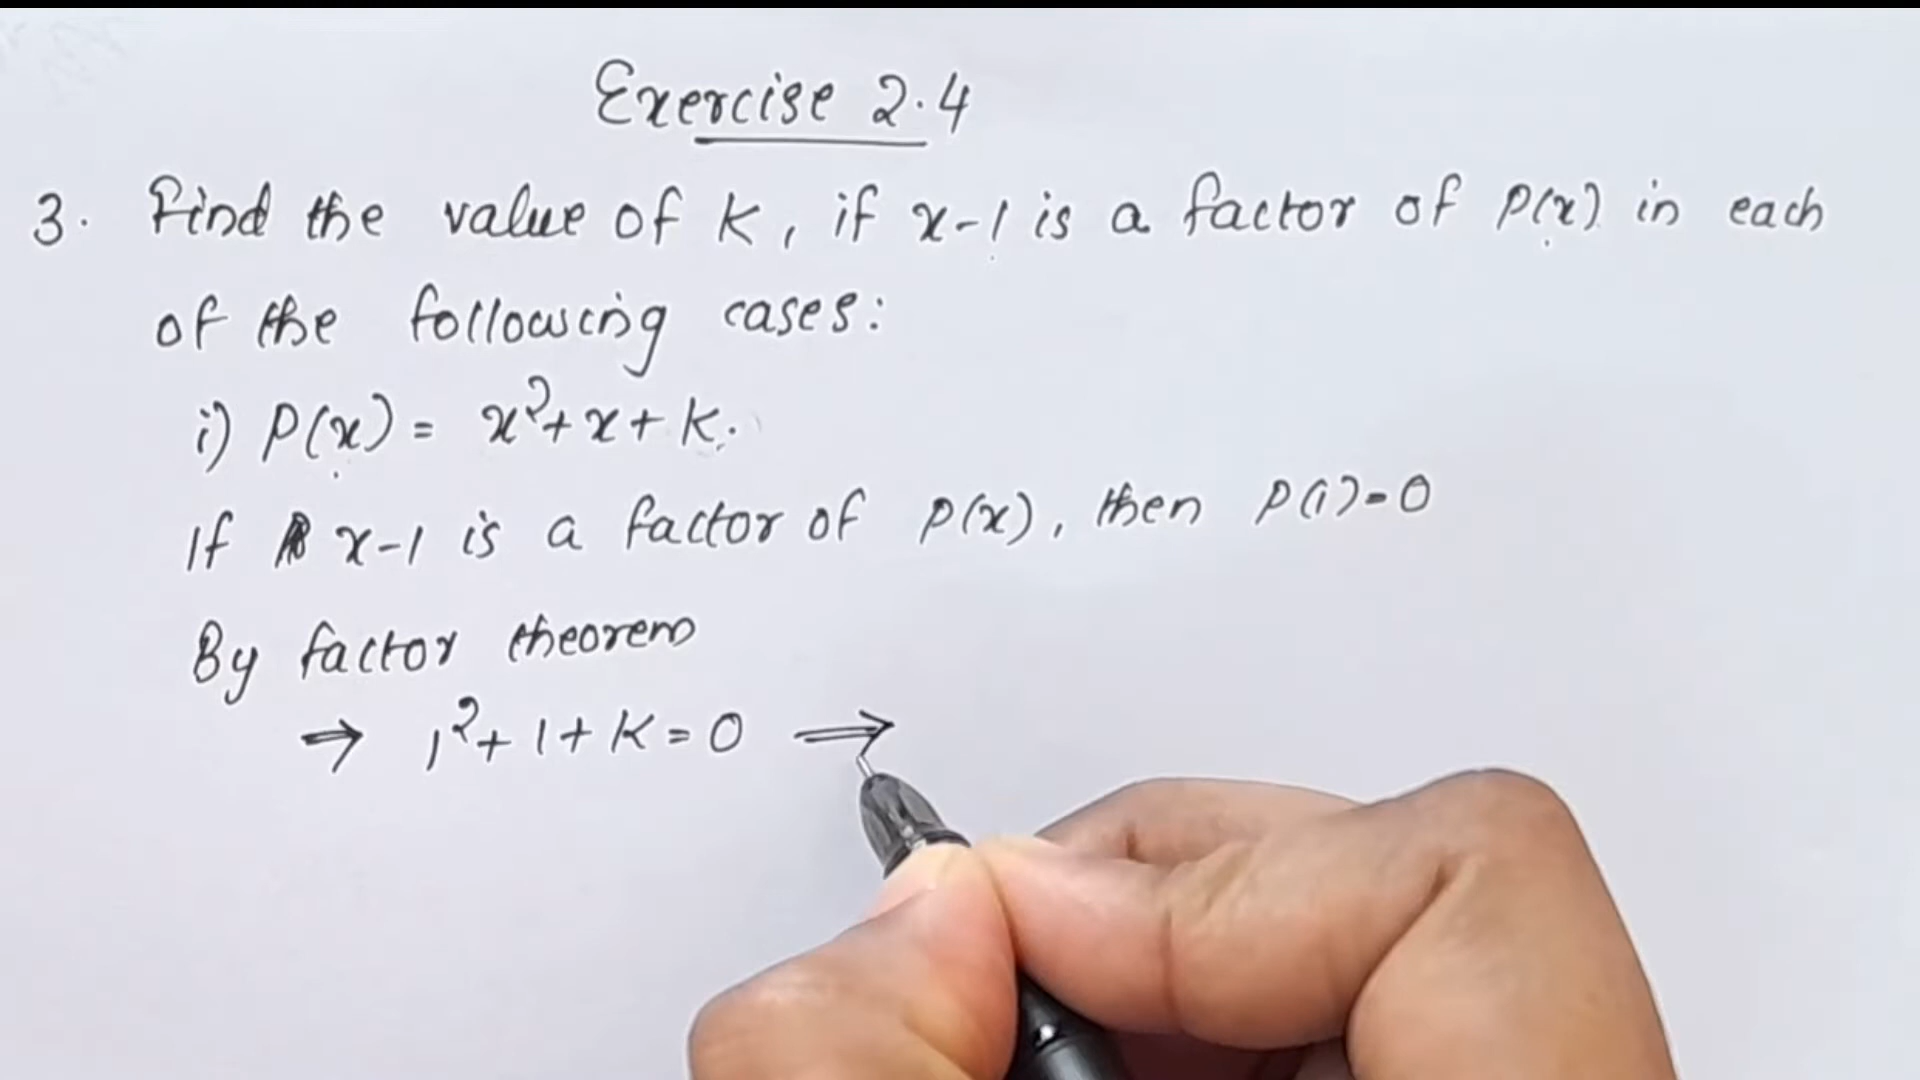 Exercise 2.4
3. Find the value of K, if x-1 is a factor of P(x) in each
of the following cases:
i) P(x) = x²+x+K.
If x-1 is a factor of P(x), then P(1)=0
By factor theorem
⇒ 1²+1+K=0 ⇒